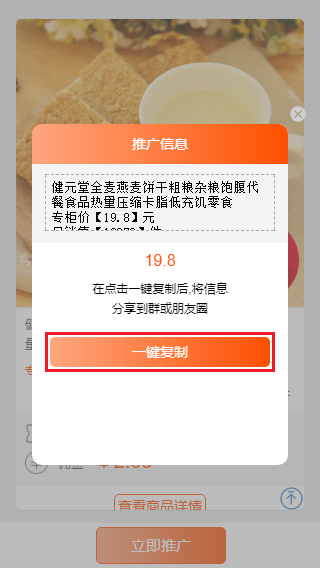 推广信息
健元堂全麦燕麦饼干粗粮杂粮饱腹代
餐食品热量压缩卡脂低充饥零食
专柜价【19.8】元
19.8
在点击一键复制后,将信息
分享到群或朋友圈
一键复制
查看商品详情
立即推广